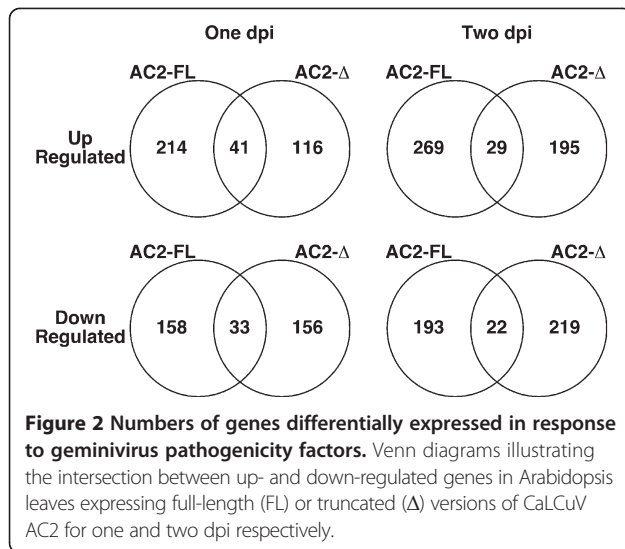 One dpi Two dpi
AC2-FL AC2-Δ AC2-FL AC2-Δ
Up
Regulated
214 41 116 269 29 195
AC2-FL AC2-Δ AC2-FL AC2-Δ
Down
Regulated
158 33 156 193 22 219
Figure 2 Numbers of genes differentially expressed in response
to geminivirus pathogenicity factors. Venn diagrams illustrating
the intersection between up- and down-regulated genes in Arabidopsis
leaves expressing full-length (FL) or truncated (Δ) versions of CaLCuV
AC2 for one and two dpi respectively.